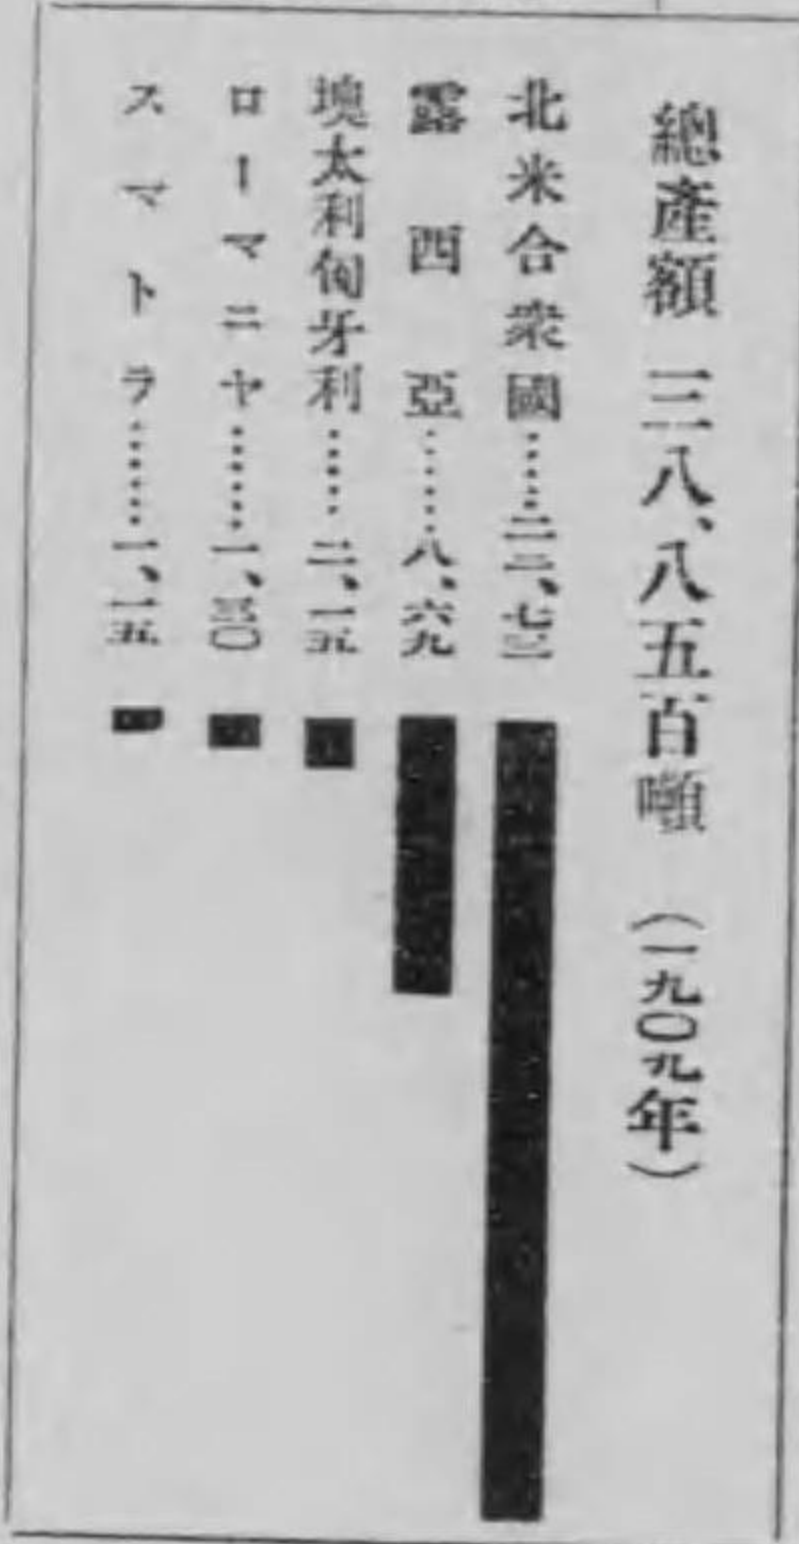 總產額 三八、八五百噸 (一九〇九年)
北米合衆國……二三、七三
露西亞……八、六九
墺太利匈牙利……二、一五
ローマニヤ……一、三〇
スマトラ……一、一五